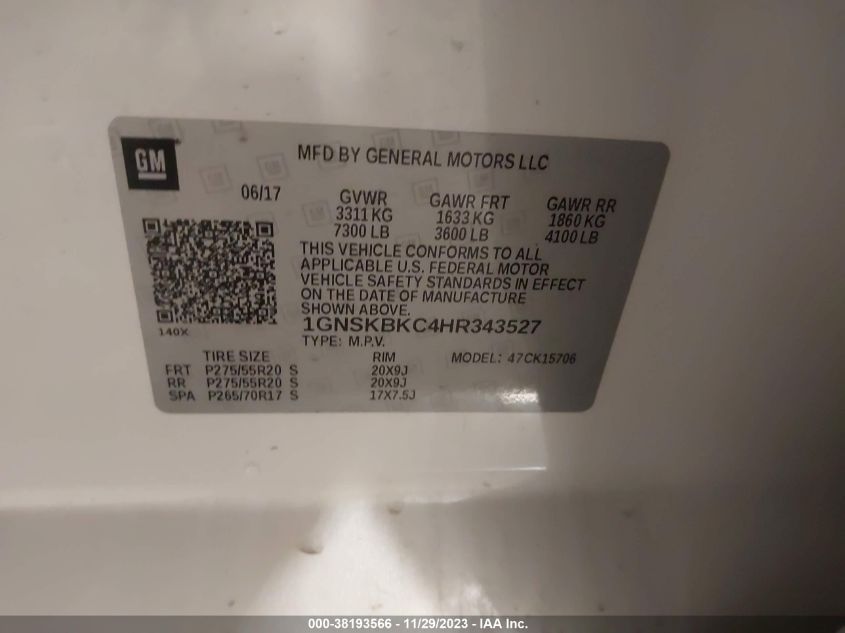 GM
MFD BY GENERAL MOTORS LLC
06/17
GVWR GAWR FRT GAWR RR
3311 KG 1633 KG 1860 KG
7300 LB 3600 LB 4100 LB
THIS VEHICLE CONFORMS TO ALL
APPLICABLE U.S. FEDERAL MOTOR
VEHICLE SAFETY STANDARDS IN EFFECT
ON THE DATE OF MANUFACTURE
SHOWN ABOVE.
1GNSKBKC4HR343527
140X
TYPE: M.P.V.
TIRE SIZE RIM MODEL: 47CK15706
FRT P275/55R20 S 20X9J
RR P275/55R20 S 20X9J
SPA P265/70R17 S 17X7.5J
000-38193566 - 11/29/2023 - IAA Inc.